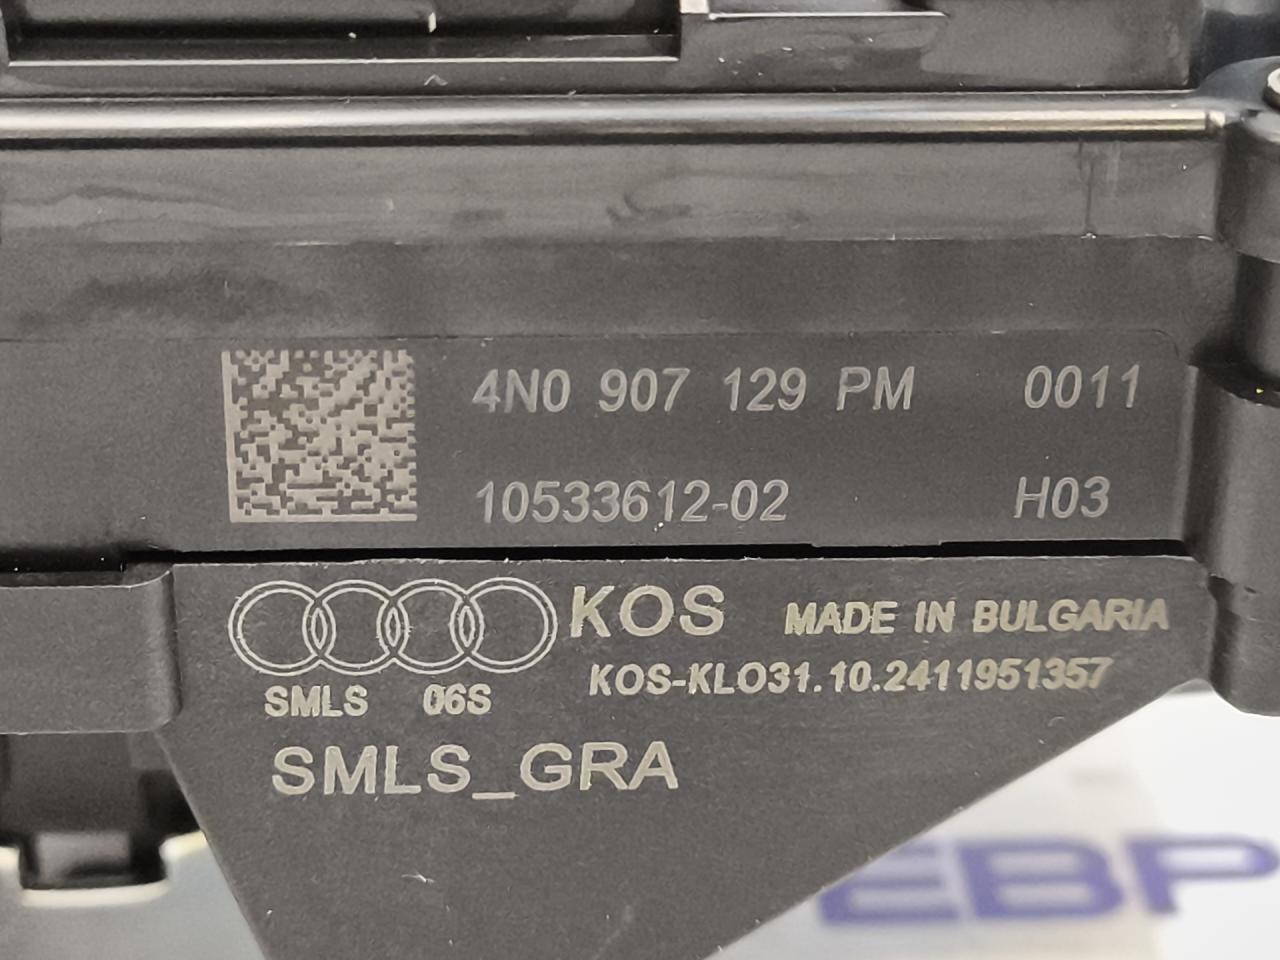 4N0 907 129 PM 0011
10533612-02 H03
KOS MADE IN BULGARIA
KOS-KLO31.10.2411951357
SMLS 06S
SMLS_GRA
EBP